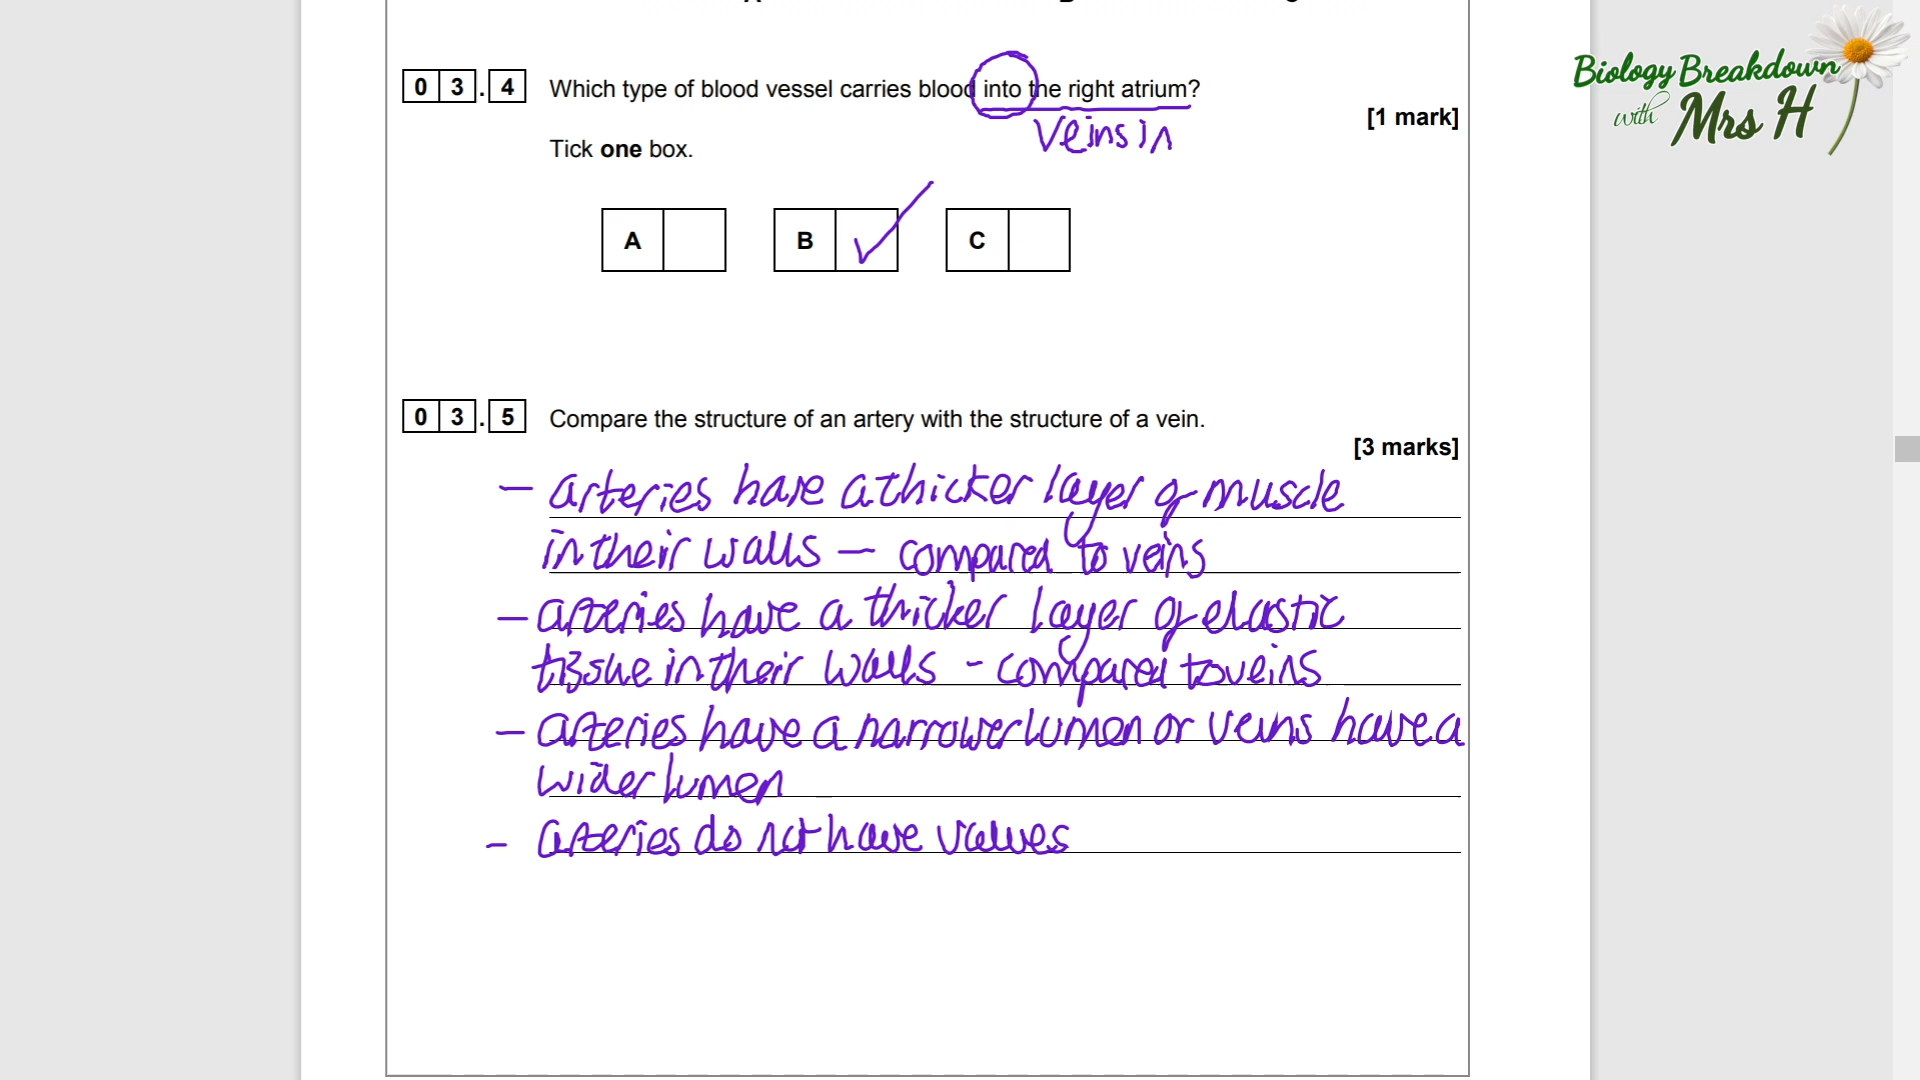 03.4 Which type of blood vessel carries blood into the right atrium?
[1 mark]
veins in
Tick one box.
A B C
03.5 Compare the structure of an artery with the structure of a vein.
[3 marks]
- arteries have a thicker layer of muscle
in their walls - compared to veins
- arteries have a thicker layer of elastic
tissue in their walls - compared to veins
- arteries have a narrower lumen or veins have a
wider lumen
- arteries do not have valves
Biology Breakdown
with Mrs H